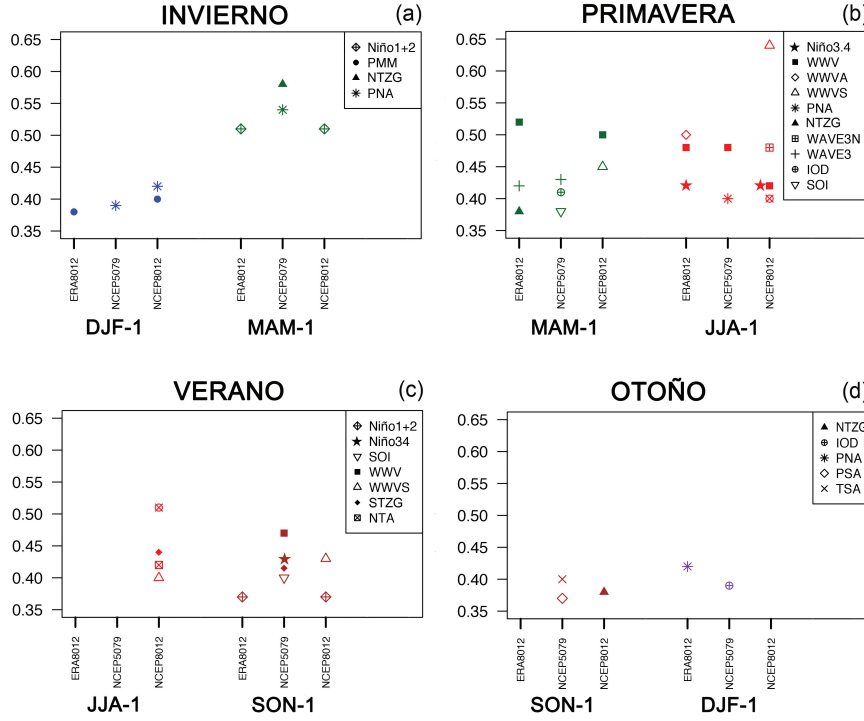 INVIERNO (a)
0.65
0.60
0.55
0.50
0.45
0.40
0.35
Niño1+2
PMM
NTZG
PNA
ERA8012
NCEP5079
NCEP8012
ERA8012
NCEP5079
NCEP8012
DJF-1 MAM-1
PRIMAVERA (b)
0.65
0.60
0.55
0.50
0.45
0.40
0.35
Niño3.4
WWV
WWVA
WWVS
PNA
NTZG
WAVE3N
WAVE3
IOD
SOI
ERA8012
NCEP5079
NCEP8012
ERA8012
NCEP5079
NCEP8012
MAM-1 JJA-1
VERANO (c)
0.65
0.60
0.55
0.50
0.45
0.40
0.35
Niño1+2
Niño34
SOI
WWV
WWVS
STZG
NTA
ERA8012
NCEP5079
NCEP8012
ERA8012
NCEP5079
NCEP8012
JJA-1 SON-1
OTOÑO (d)
0.65
0.60
0.55
0.50
0.45
0.40
0.35
NTZG
IOD
PNA
PSA
TSA
ERA8012
NCEP5079
NCEP8012
ERA8012
NCEP5079
NCEP8012
SON-1 DJF-1